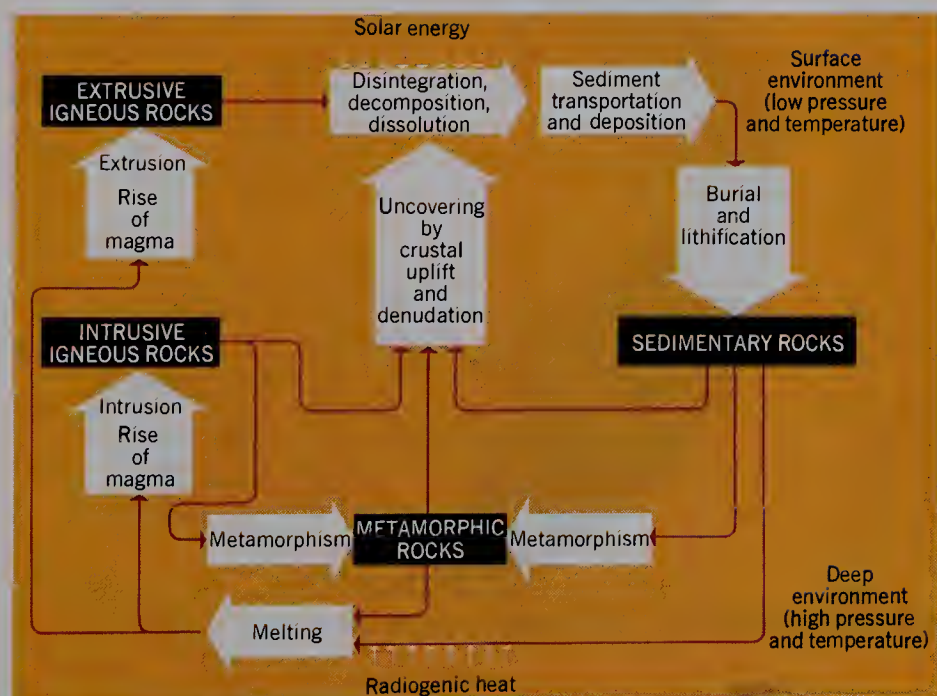 Solar energy
EXTRUSIVE
IGNEOUS ROCKS
Disintegration,
decomposition,
dissolution
Sediment
transportation
and deposition
Surface
environment
(low pressure
and temperature)
Extrusion
Rise
of
magma
Uncovering
by
crustal
uplift
and
denudation
Burial
and
lithification
INTRUSIVE
IGNEOUS ROCKS
SEDIMENTARY ROCKS
Intrusion
Rise
of
magma
Metamorphism
METAMORPHIC
ROCKS
Metamorphism
Melting
Deep
environment
(high pressure
and temperature)
Radiogenic heat